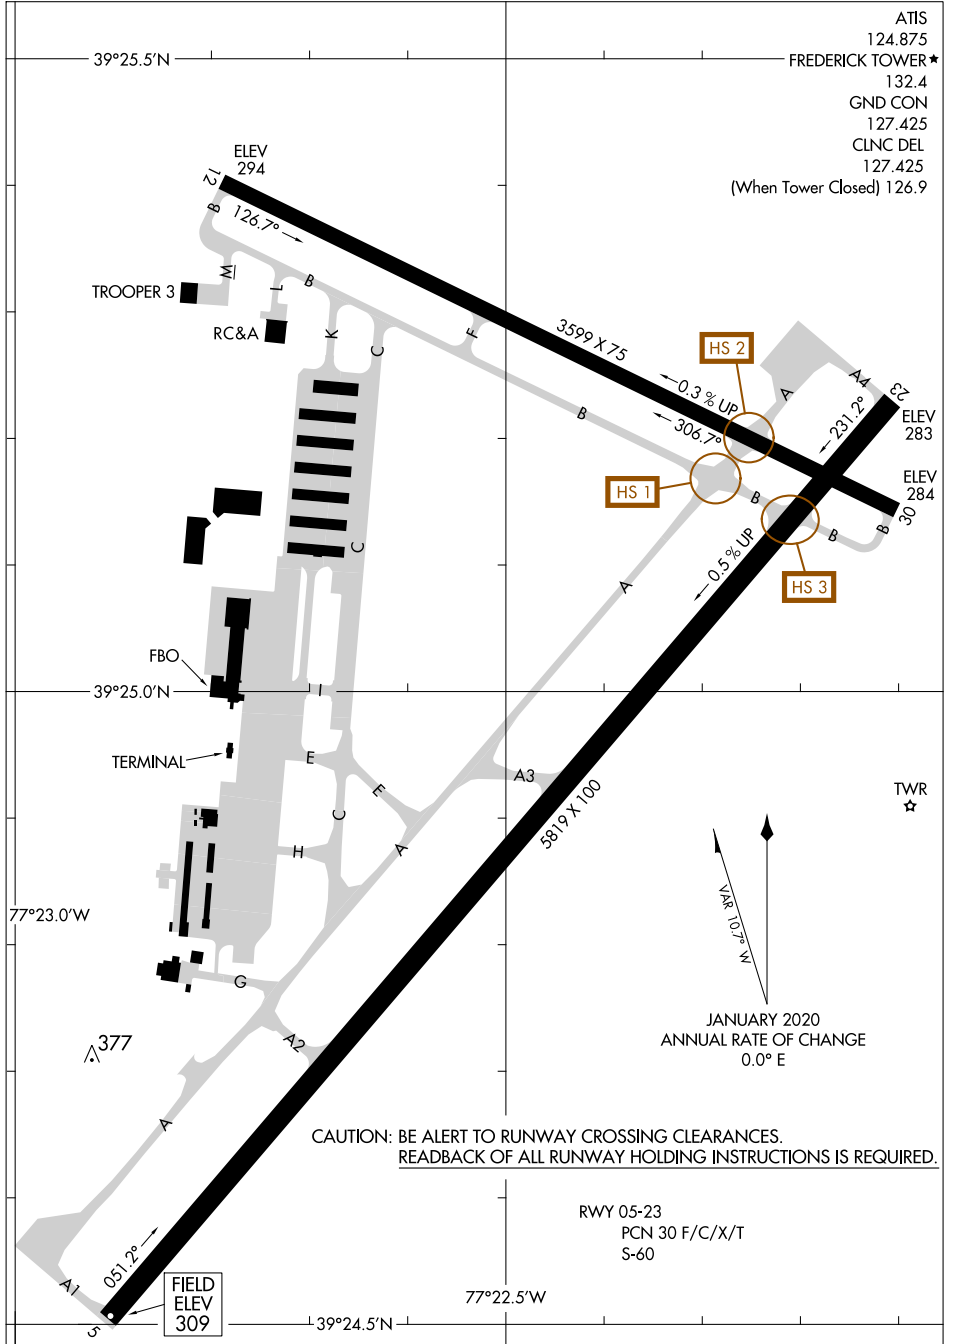 ATIS
124.875
39°25.5'N
FREDERICK TOWER★
132.4
GND CON
127.425
CLNC DEL
127.425
(When Tower Closed) 126.9
ELEV
294
12
B
126.7°
M
L
B
TROOPER 3
RC&A
K
C
F
3599 X 75
HS 2
A
A4
23
0.3 % UP
ELEV
283
B
306.7°
231.2°
ELEV
284
HS 1
B
B
B
30
C
0.5 % UP
HS 3
A
FBO
39°25.0'N
I
TERMINAL
E
E
A3
TWR
5819 X 100
C
H
A
VAR 10.7° W
77°23.0'W
G
JANUARY 2020
ANNUAL RATE OF CHANGE
0.0° E
377
A2
A
CAUTION: BE ALERT TO RUNWAY CROSSING CLEARANCES.
READBACK OF ALL RUNWAY HOLDING INSTRUCTIONS IS REQUIRED.
RWY 05-23
PCN 30 F/C/X/T
S-60
051.2°
A1
FIELD
ELEV
309
77°22.5'W
5
39°24.5'N